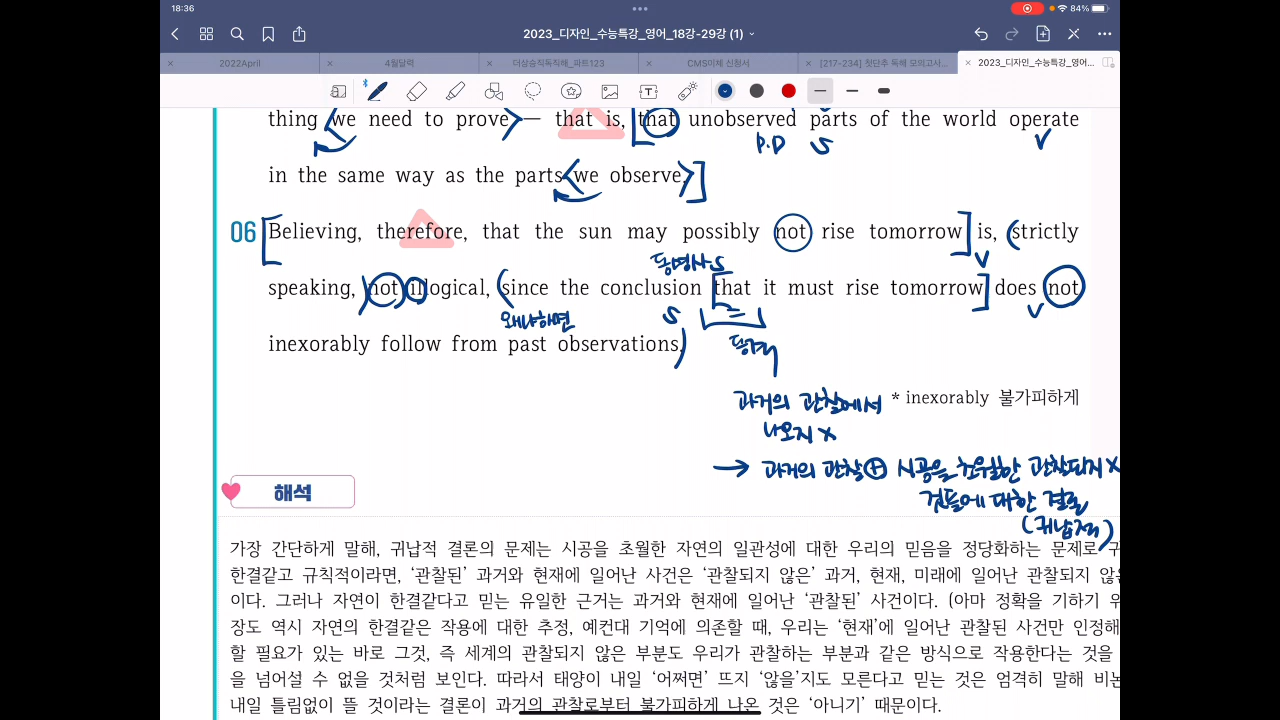 18:36
84%
2023_디자인_수능특강_영어_18강-29강 (1)
2022April
4월달력
더상승직독직해_파트123
CMS이체 신청서
[217-234] 첫단추 독해 모의고사...
2023_디자인_수능특강_영어...
thing we need to prove — that is, that unobserved parts of the world operate
P.P S V
in the same way as the parts we observe.
06 Believing, therefore, that the sun may possibly not rise tomorrow is, strictly
동명사S V
speaking, not illogical, since the conclusion that it must rise tomorrow does not
왜냐하면 S = V
동격
inexorably follow from past observations.
과거의 관찰에서
* inexorably 불가피하게
나오지 X
→ 과거의 관찰 + 시공을 초월한 관찰되지 X
것들에 대한 결론
(귀납적)
해석
가장 간단하게 말해, 귀납적 결론의 문제는 시공을 초월한 자연의 일관성에 대한 우리의 믿음을 정당화하는 문제로 구
한결같고 규칙적이라면, ‘관찰된’ 과거와 현재에 일어난 사건은 ‘관찰되지 않은’ 과거, 현재, 미래에 일어난 관찰되지 않은
이다. 그러나 자연이 한결같다고 믿는 유일한 근거는 과거와 현재에 일어난 ‘관찰된’ 사건이다. (아마 정확을 기하기 위
장도 역시 자연의 한결같은 작용에 대한 추정, 예컨대 기억에 의존할 때, 우리는 ‘현재’에 일어난 관찰된 사건만 인정해
할 필요가 있는 바로 그것, 즉 세계의 관찰되지 않은 부분도 우리가 관찰하는 부분과 같은 방식으로 작용한다는 것을
을 넘어설 수 없을 것처럼 보인다. 따라서 태양이 내일 ‘어쩌면’ 뜨지 ‘않을’지도 모른다고 믿는 것은 엄격히 말해 비논
내일 틀림없이 뜰 것이라는 결론이 과거의 관찰로부터 불가피하게 나온 것은 ‘아니기’ 때문이다.